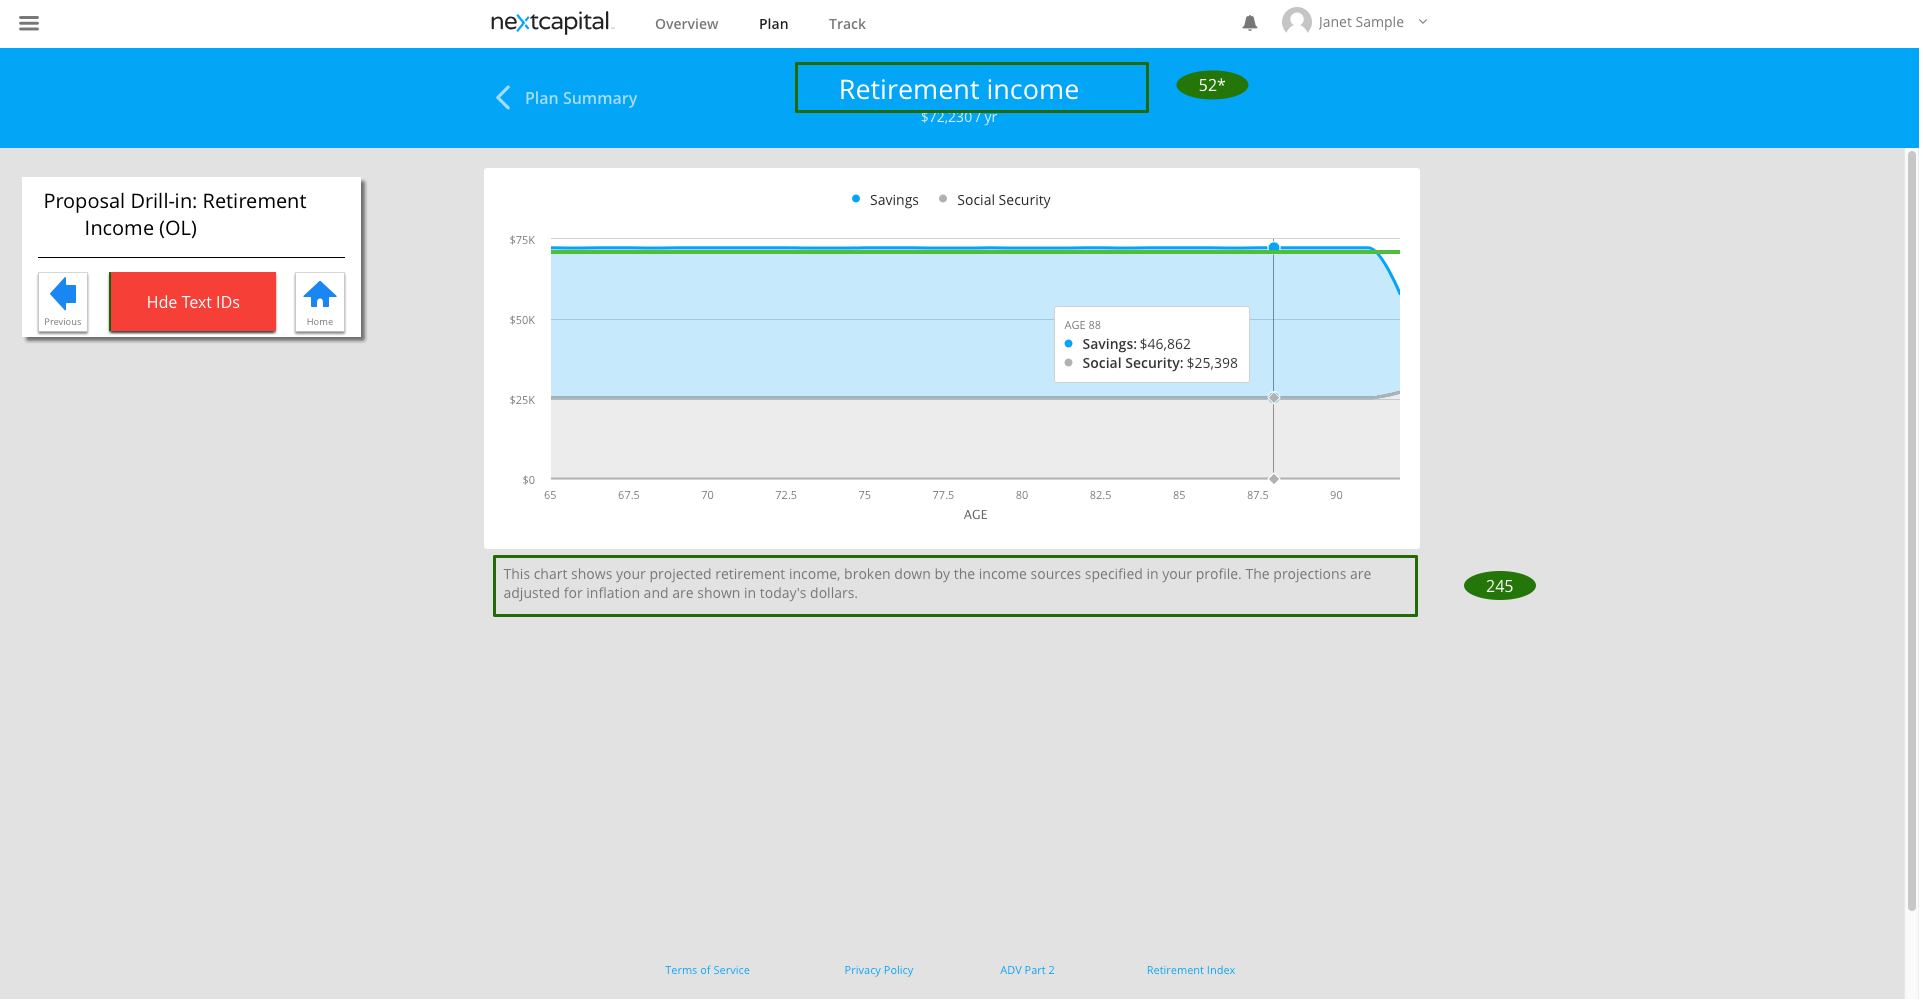 nextcapital
Overview
Plan
Track
Janet Sample
Plan Summary
Retirement income
$72,230 / yr
52*
Proposal Drill-in: Retirement
Income (OL)
Previous
Hde Text IDs
Home
Savings
Social Security
$75K
$50K
$25K
$0
AGE 88
Savings: $46,862
Social Security: $25,398
65
67.5
70
72.5
75
77.5
80
82.5
85
87.5
90
AGE
This chart shows your projected retirement income, broken down by the income sources specified in your profile. The projections are
adjusted for inflation and are shown in today's dollars.
245
Terms of Service
Privacy Policy
ADV Part 2
Retirement Index